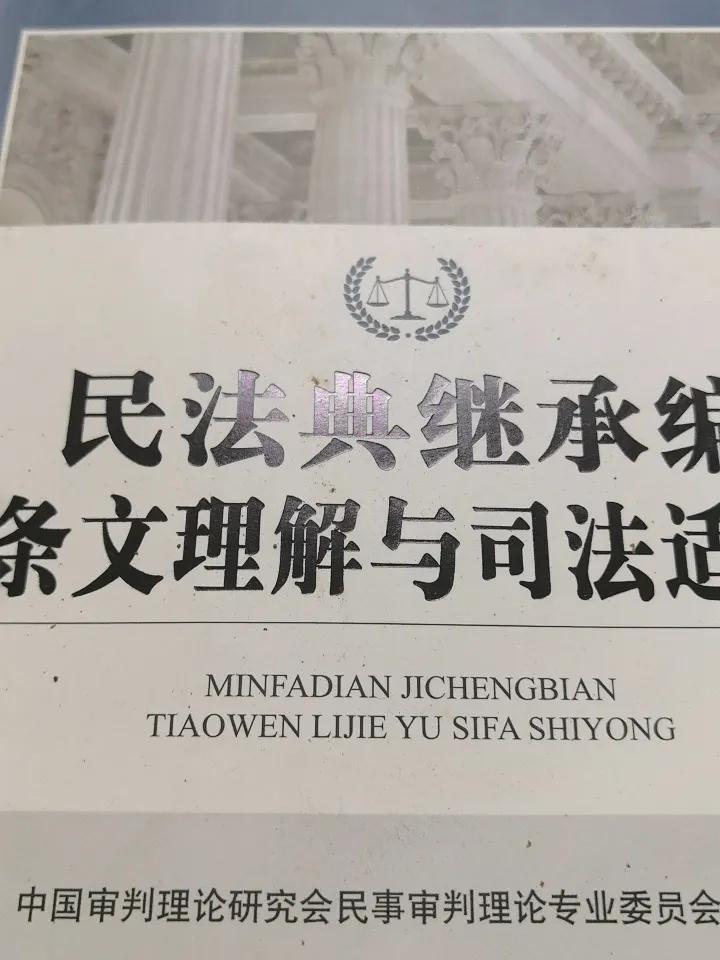 民法典继承编
条文理解与司法适
MINFADIAN JICHENGBIAN
TIAOWEN LIJIE YU SIFA SHIYONG
中国审判理论研究会民事审判理论专业委员会